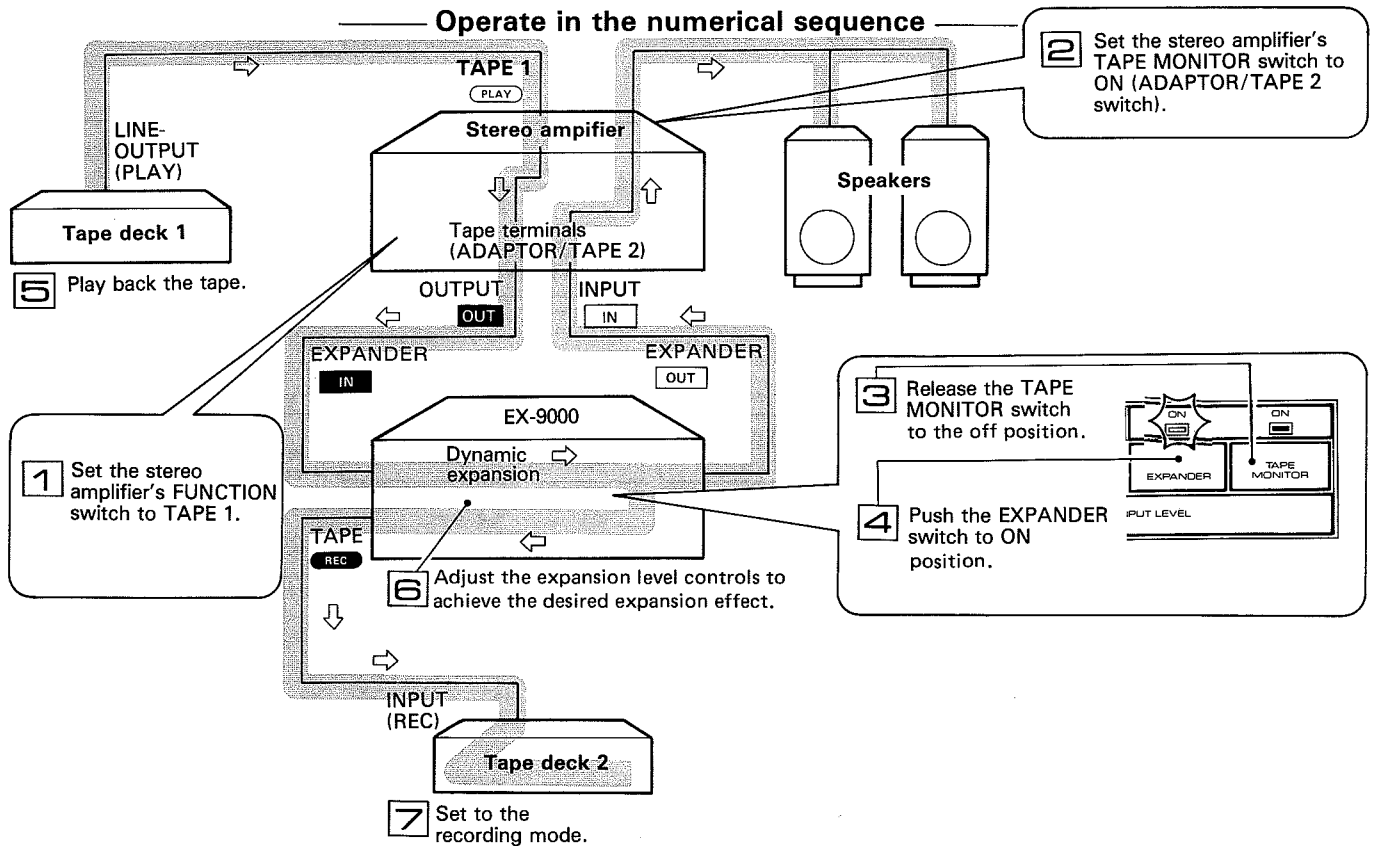 Operate in the numerical sequence
2 Set the stereo amplifier's
TAPE MONITOR switch to
ON (ADAPTOR/TAPE 2
switch).
TAPE 1
PLAY
LINE-
OUTPUT
(PLAY)
Stereo ampifier
Speakers
Tape deck 1
Tape terminals
(ADAPTOR/TAPE 2)
5 Play back the tape.
OUTPUT
OUT
INPUT
IN
EXPANDER
IN
EXPANDER
OUT
1 Set the stereo
amplifier's FUNCTION
switch to TAPE 1.
EX-9000
Dynamic
expansion
3 Release the TAPE
MONITOR switch
to the off position.
ON
ON
EXPANDER
TAPE
MONITOR
IPUT LEVEL
4 Push the EXPANDER
switch to ON
position.
TAPE
REC
6 Adjust the expansion level controls to
achieve the desired expansion effect.
INPUT
(REC)
Tape deck 2
7 Set to the
recording mode.